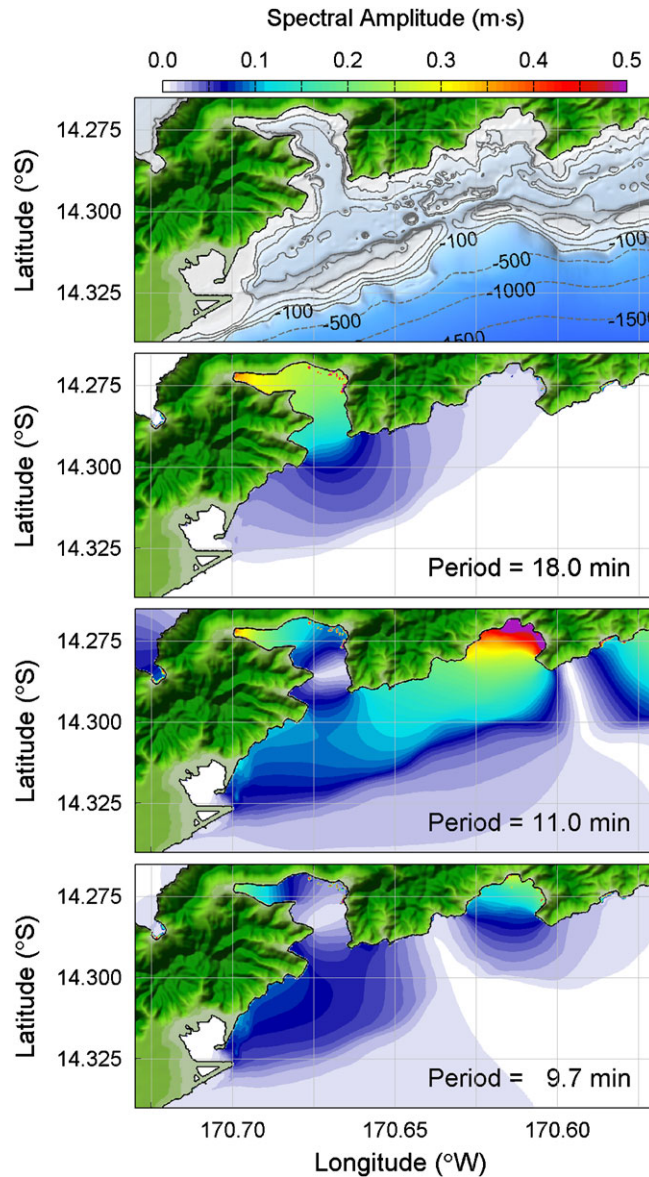 Spectral Amplitude (m·s)
0.0 0.1 0.2 0.3 0.4 0.5
Latitude (°S)
14.275
14.300
14.325
-100
-500
-1000
-1500
-100
-100
-500
1500
Latitude (°S)
14.275
14.300
14.325
Period = 18.0 min
Latitude (°S)
14.275
14.300
14.325
Period = 11.0 min
Latitude (°S)
14.275
14.300
14.325
Period = 9.7 min
170.70 170.65 170.60
Longitude (°W)